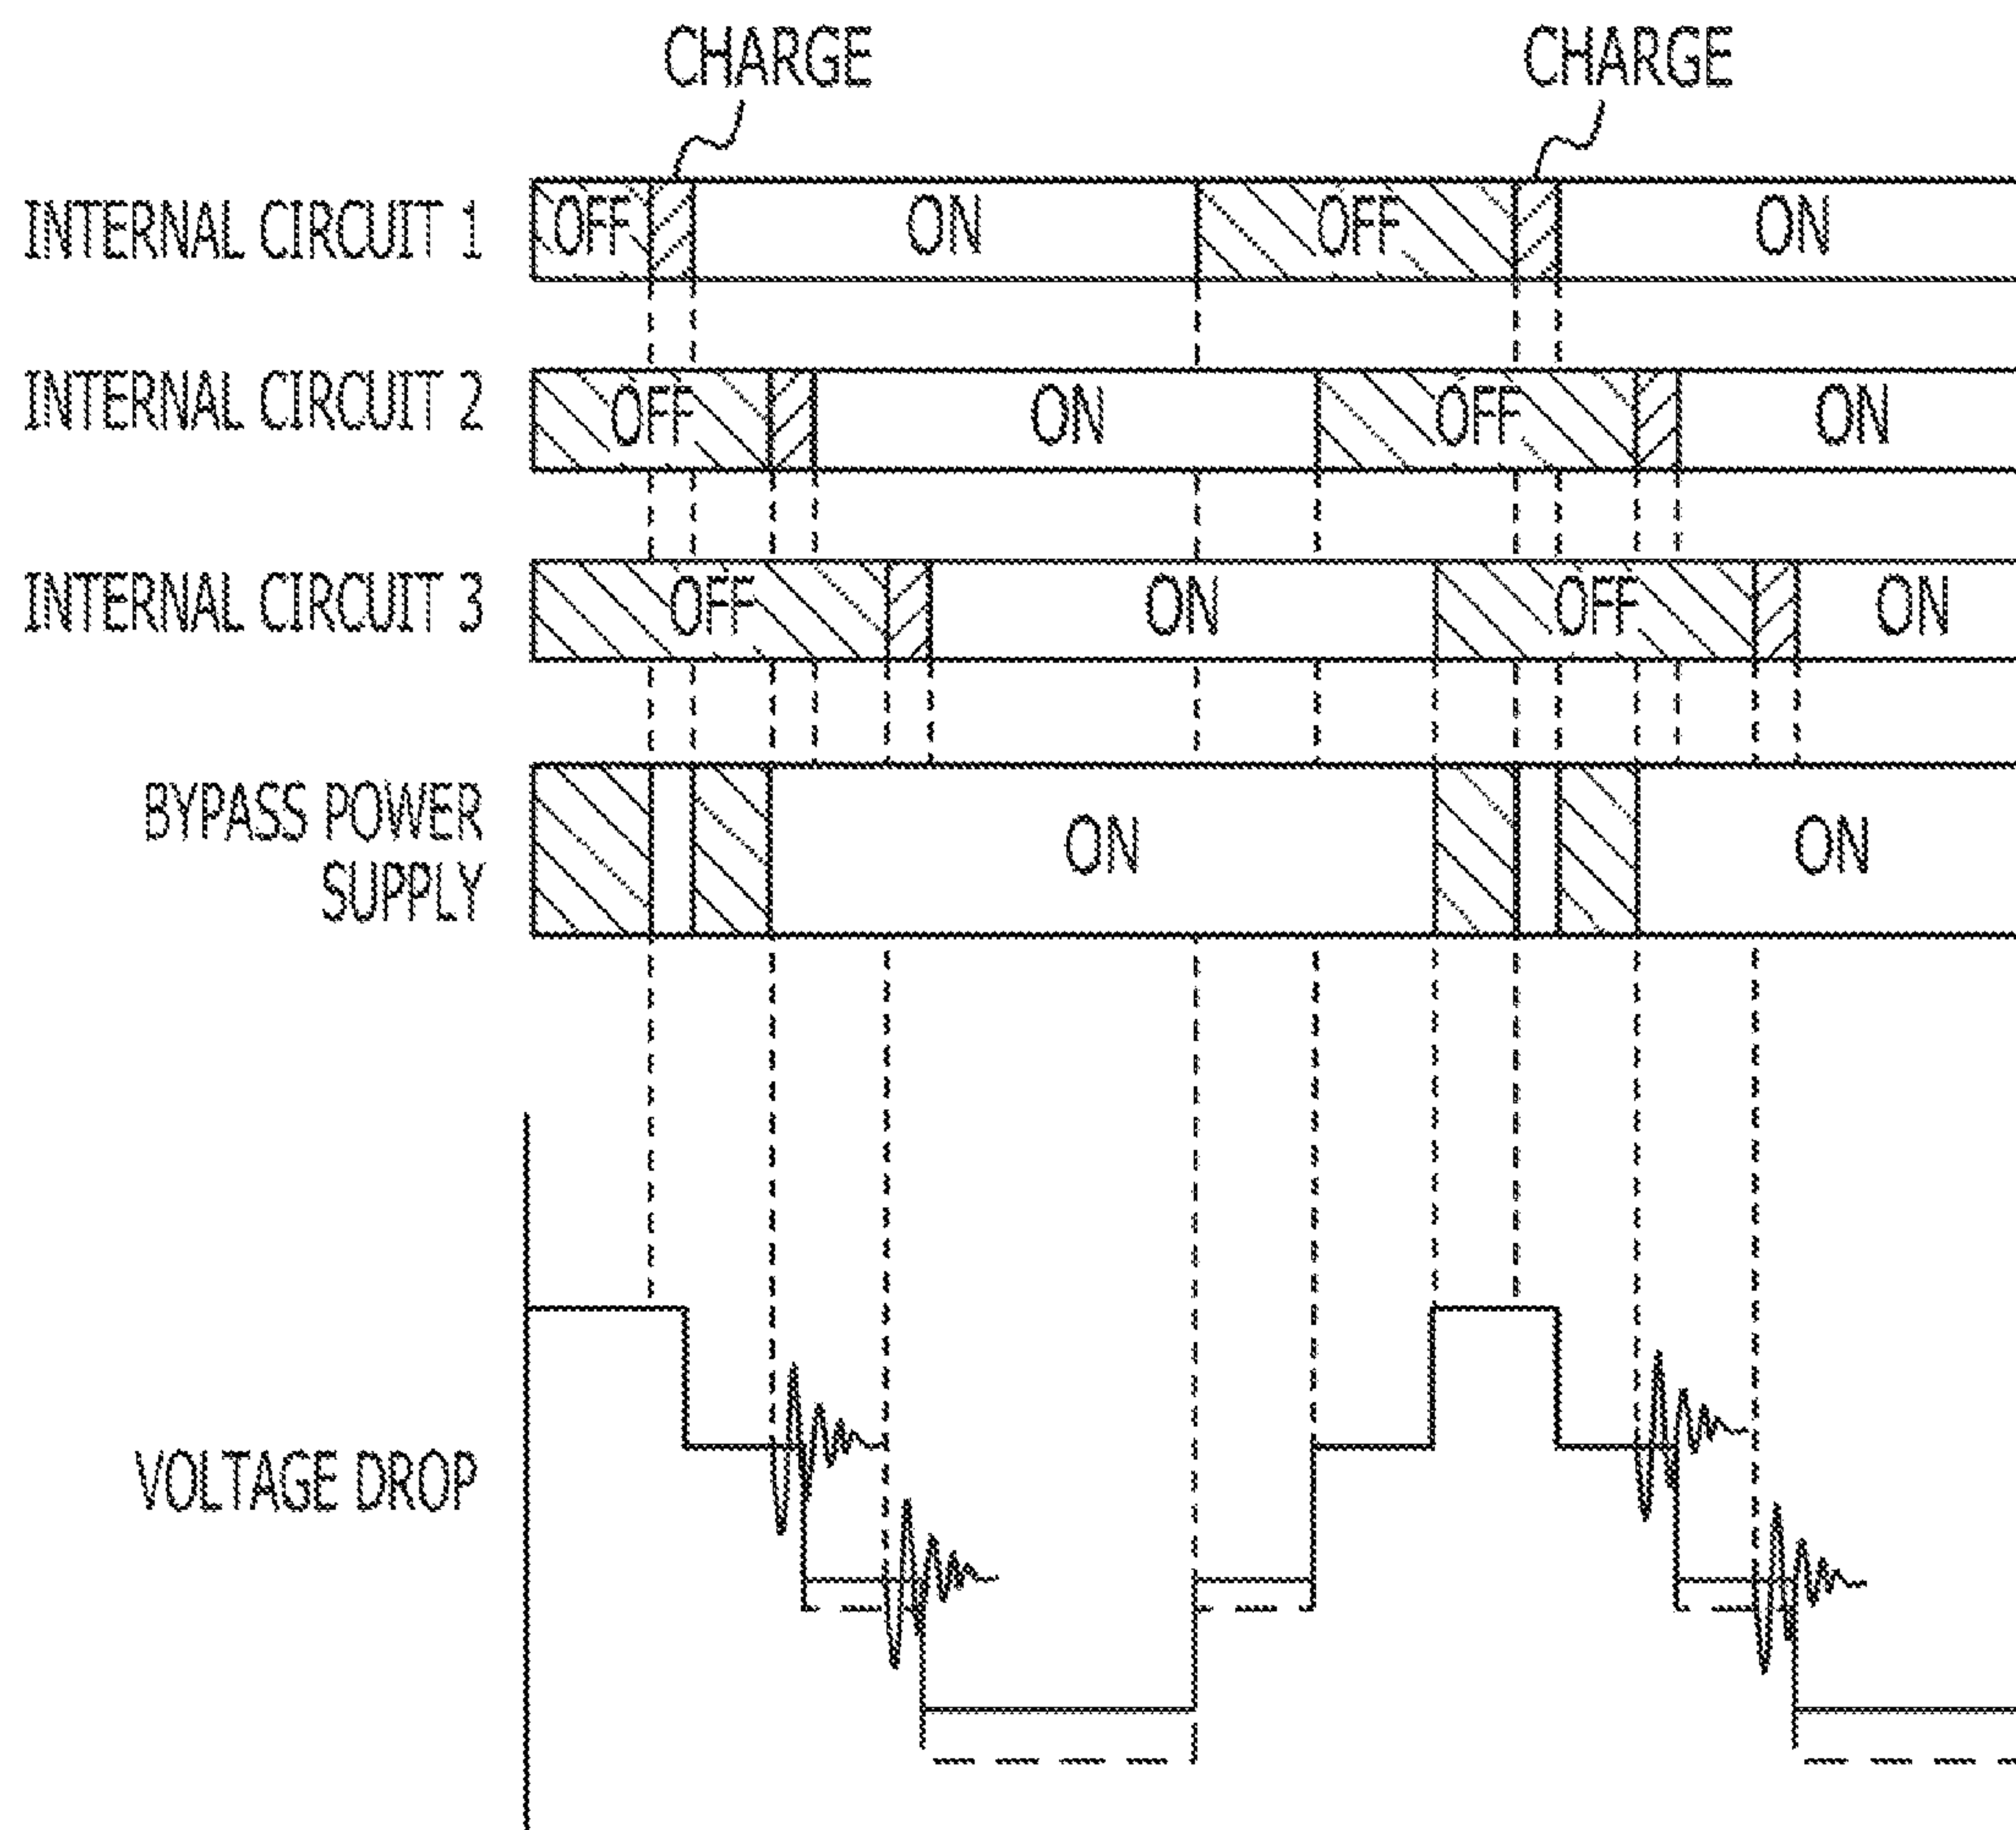 CHARGE CHARGE
INTERNAL CIRCUIT 1 OFF ON OFF ON
INTERNAL CIRCUIT 2 OFF ON OFF ON
INTERNAL CIRCUIT 3 OFF ON OFF ON
BYPASS POWER
SUPPLY ON ON
VOLTAGE DROP